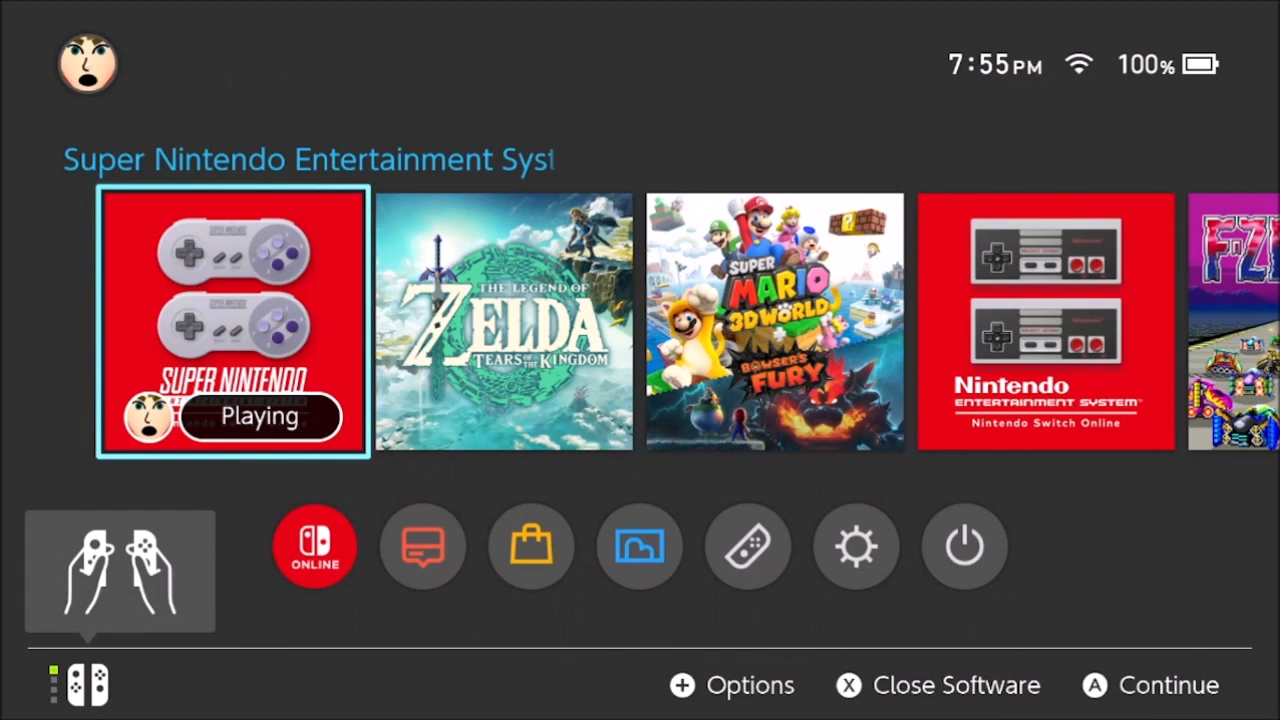 7:55PM 100%
Super Nintendo Entertainment Syst
SUPER NINTENDO
Playing
THE LEGEND OF
ZELDA
TEARS OF THE KINGDOM
SUPER
MARIO
3D WORLD
BOWSER'S
FURY
Nintendo
ENTERTAINMENT SYSTEM™
Nintendo Switch Online
ONLINE
+ Options
X Close Software
A Continue